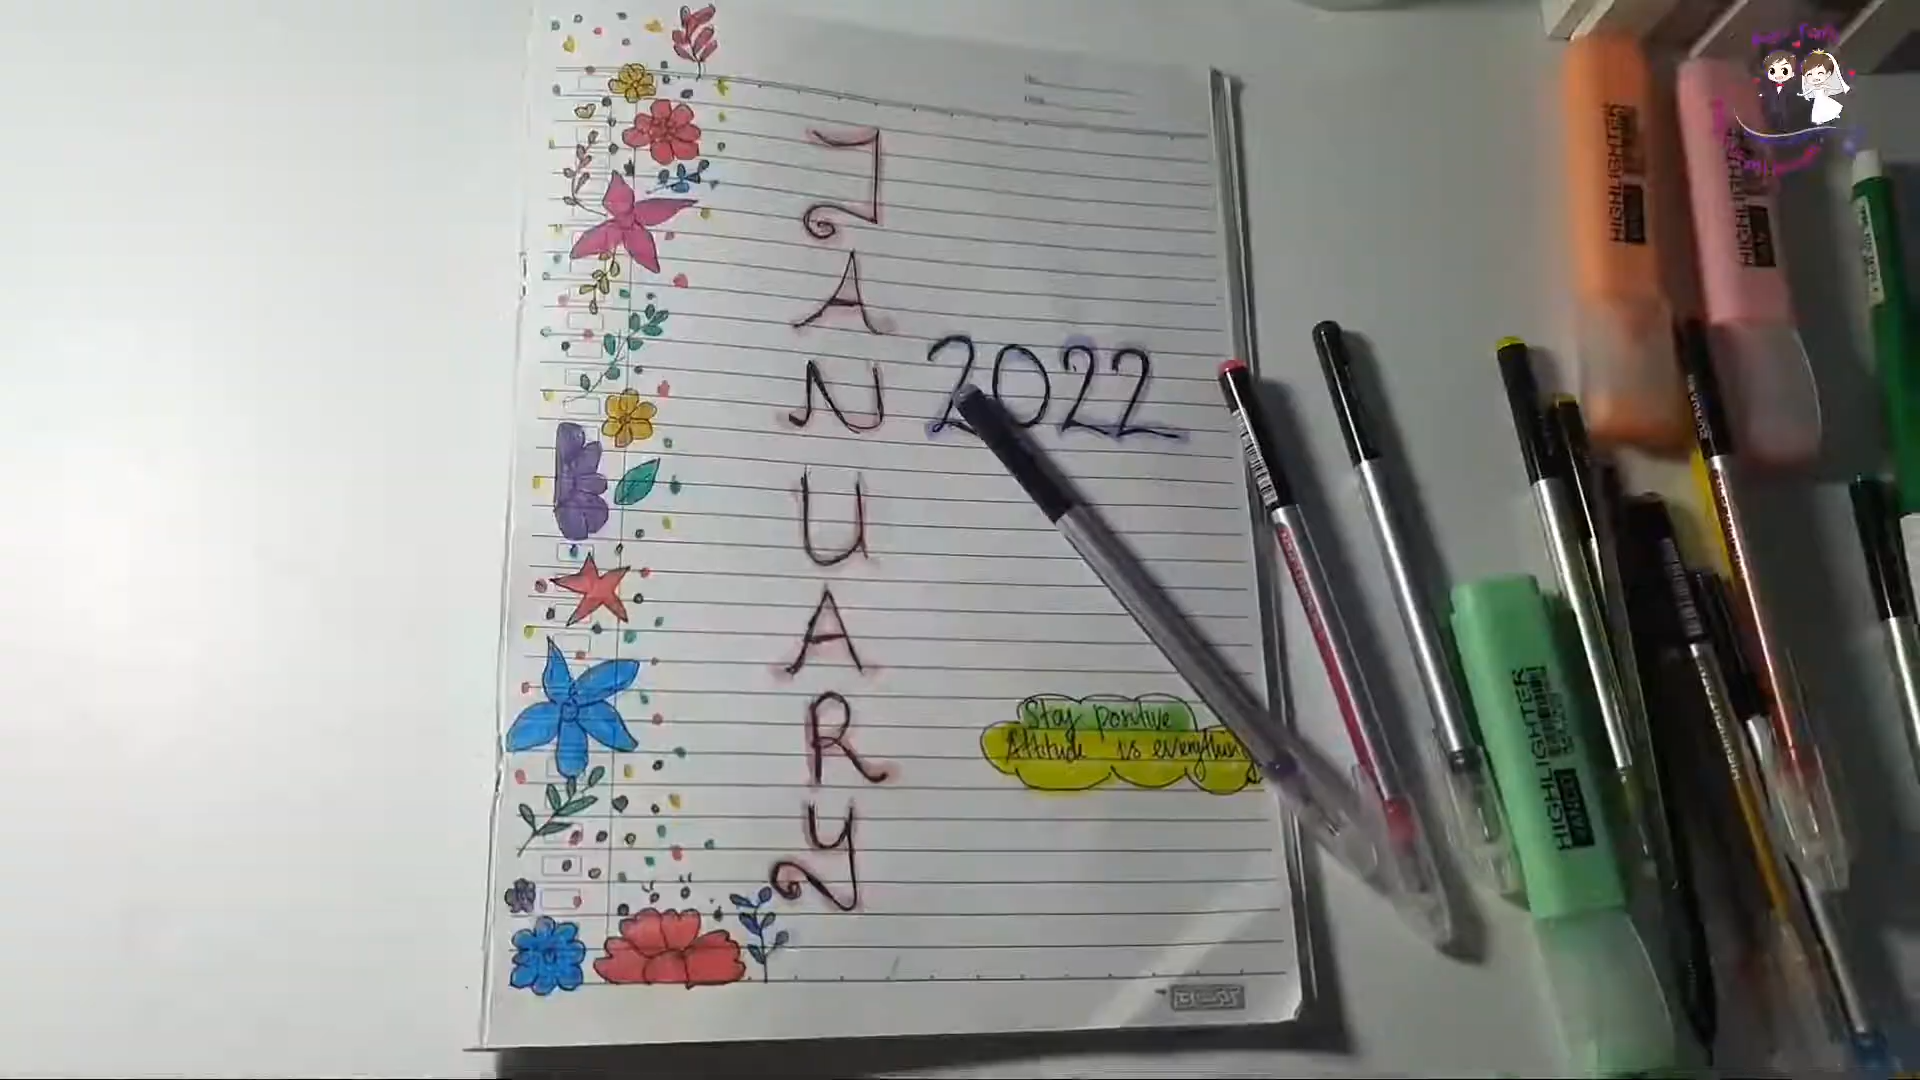 JANUARY
2022
Stay positive
Attitude is everything
HIGHLIGHTER
HIGHLIGHTER
HIGHLIGHTER